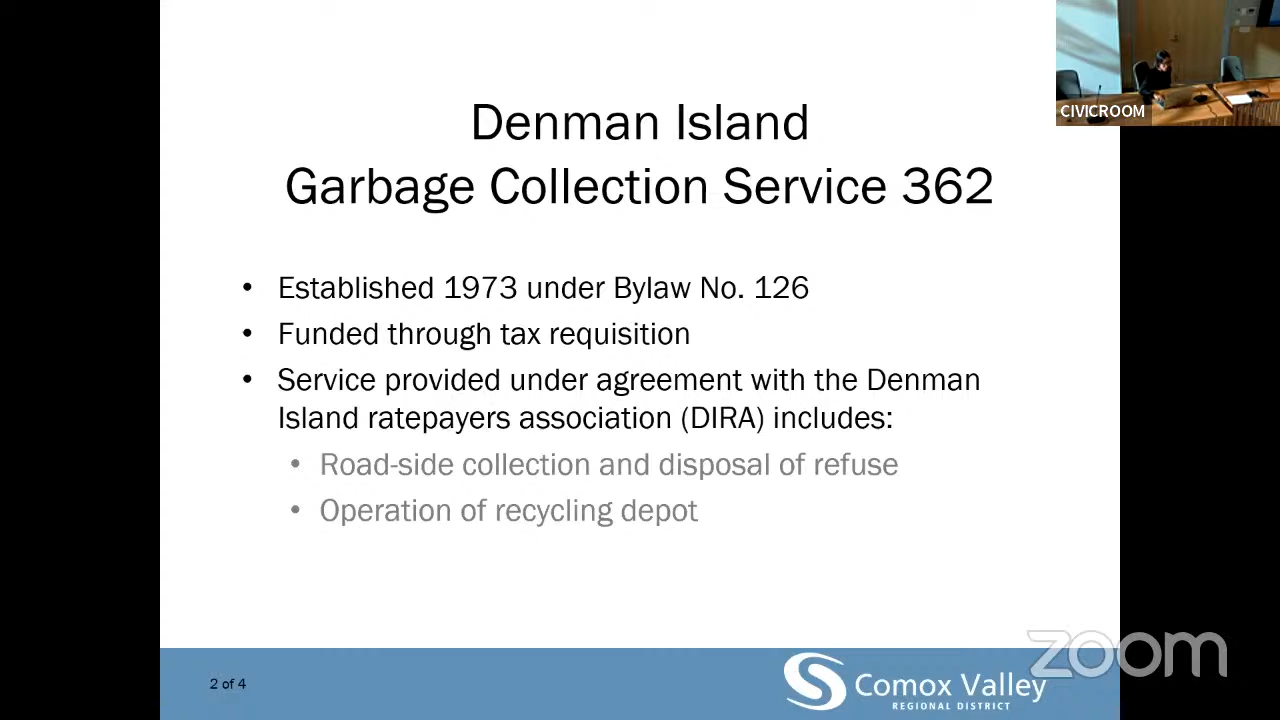 Denman Island
Garbage Collection Service 362
CIVICROOM
• Established 1973 under Bylaw No. 126
• Funded through tax requisition
• Service provided under agreement with the Denman
Island ratepayers association (DIRA) includes:
• Road-side collection and disposal of refuse
• Operation of recycling depot
zoom
2 of 4
Comox Valley
REGIONAL DISTRICT